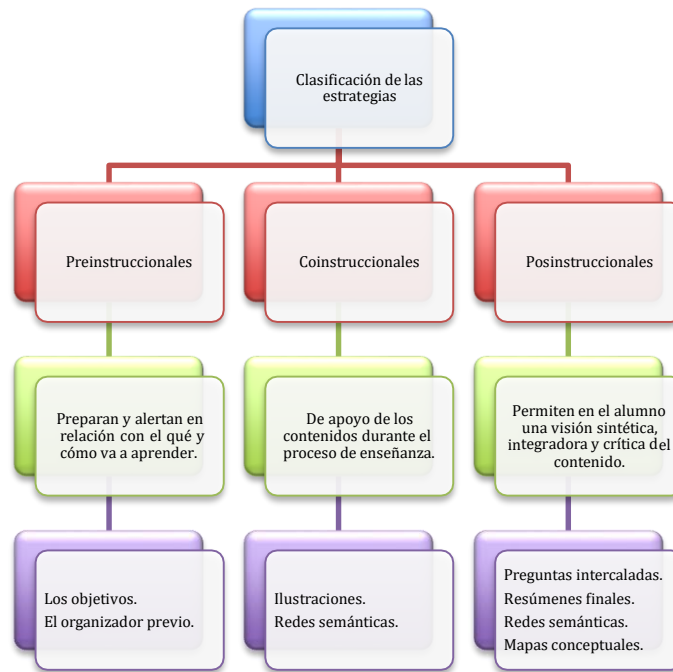 Clasificación de las
estrategias
Preinstruccionales
Coinstruccionales
Posinstruccionales
Preparan y alertan en
relación con el qué y
cómo va a aprender.
De apoyo de los
contenidos durante el
proceso de enseñanza.
Permiten en el alumno
una visión sintética,
integradora y crítica del
contenido.
Los objetivos.
El organizador previo.
Ilustraciones.
Redes semánticas.
Preguntas intercaladas.
Resúmenes finales.
Redes semánticas.
Mapas conceptuales.